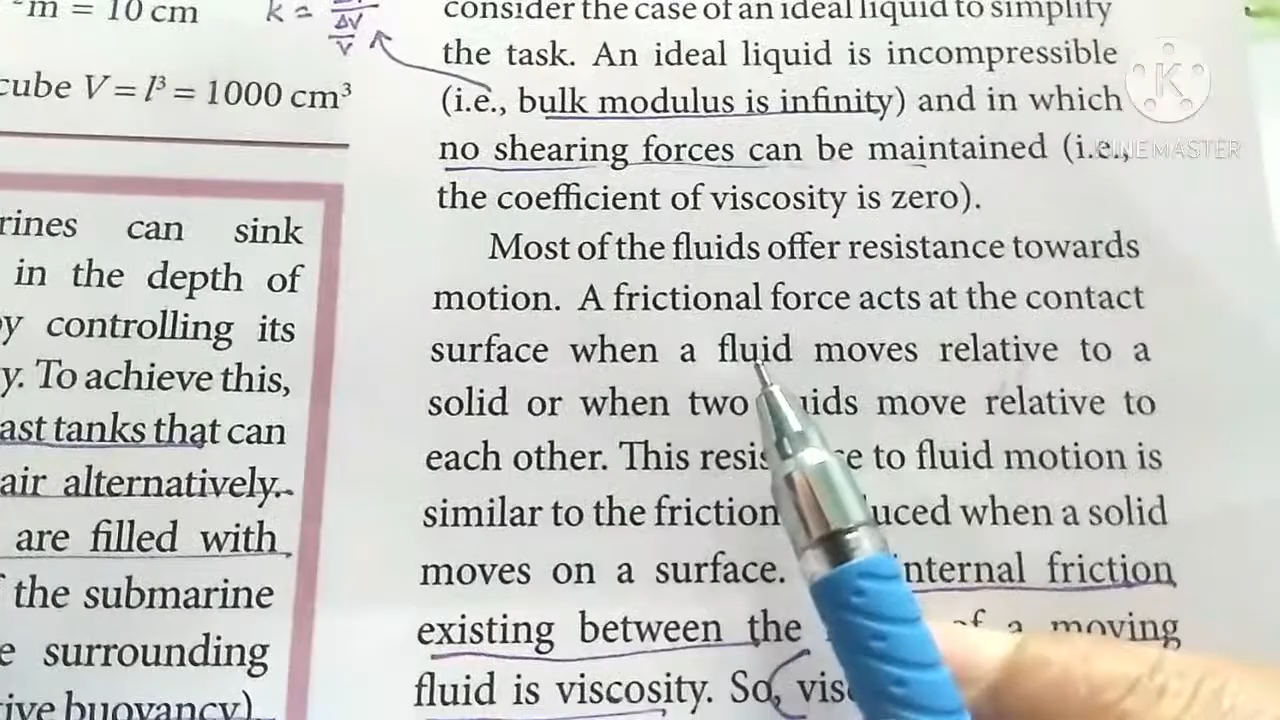 m = 10 cm
cube V = l³ = 1000 cm³
rines can sink
in the depth of
y controlling its
y. To achieve this,
ast tanks that can
air alternatively.
are filled with
the submarine
e surrounding
tive buoyancy)
k = ΔV
V
consider the case of an ideal liquid to simplify
the task. An ideal liquid is incompressible
(i.e., bulk modulus is infinity) and in which
no shearing forces can be maintained (i.e.,
the coefficient of viscosity is zero).
Most of the fluids offer resistance towards
motion. A frictional force acts at the contact
surface when a fluid moves relative to a
solid or when two uids move relative to
each other. This resis ce to fluid motion is
similar to the friction uced when a solid
moves on a surface. nternal friction
existing between the of a moving
fluid is viscosity. So, vis
K
KINEMASTER